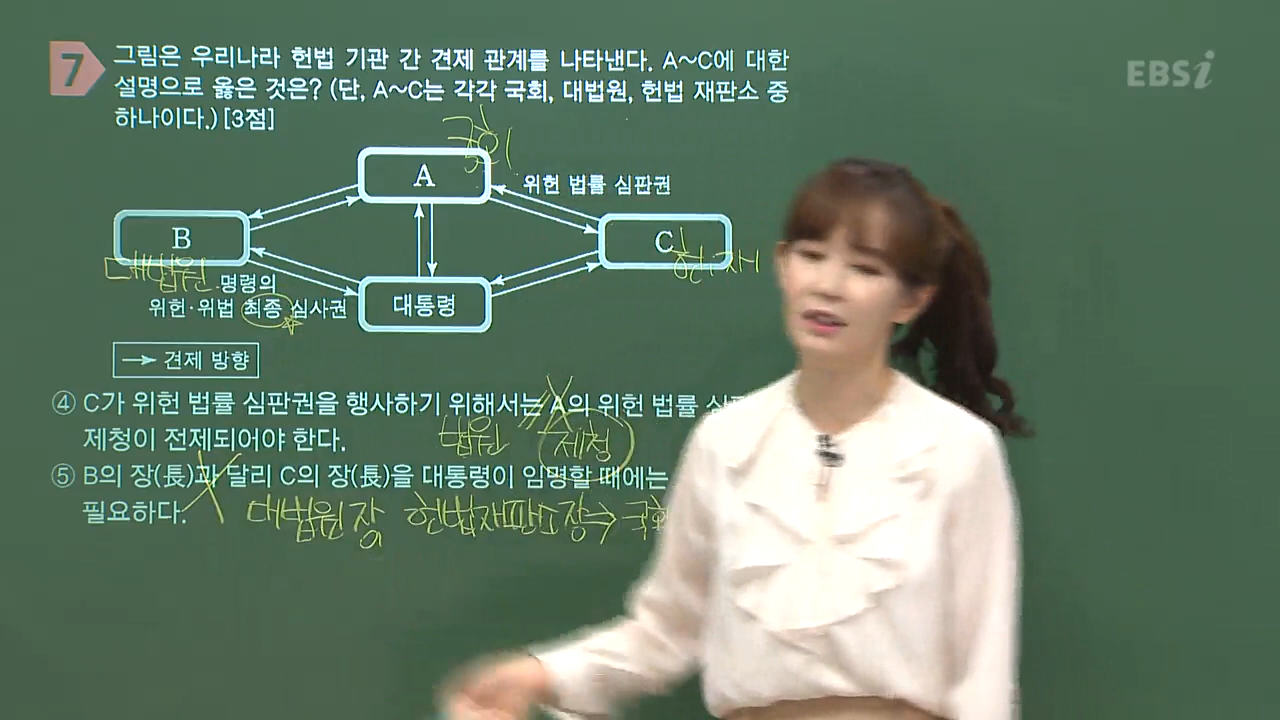 7
그림은 우리나라 헌법 기관 간 견제 관계를 나타낸다. A~C에 대한
설명으로 옳은 것은? (단, A~C는 각각 국회, 대법원, 헌법 재판소 중
하나이다.) [3점]
EBSi
국회
A
위헌 법률 심판권
B
C
대법원
헌재
명령의
위헌·위법 최종 심사권
대통령
→ 견제 방향
④ C가 위헌 법률 심판권을 행사하기 위해서는 A의 위헌 법률
제청이 전제되어야 한다.
법원 제청
⑤ B의 장(長)과 달리 C의 장(長)을 대통령이 임명할 때에는
필요하다.
대법원장 헌법재판소장 → 국회